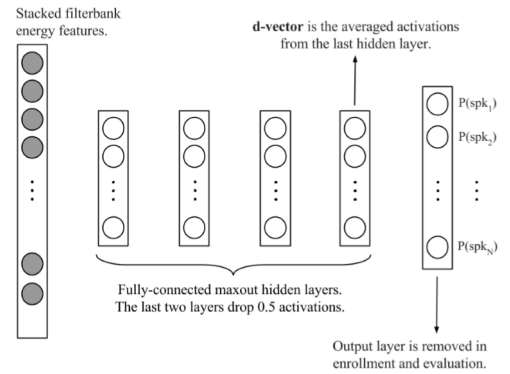 Stacked filterbank
energy features.
d-vector is the averaged activations
from the last hidden layer.
P(spk₁)
P(spk₂)
P(spk_N)
Fully-connected maxout hidden layers.
The last two layers drop 0.5 activations.
Output layer is removed in
enrollment and evaluation.